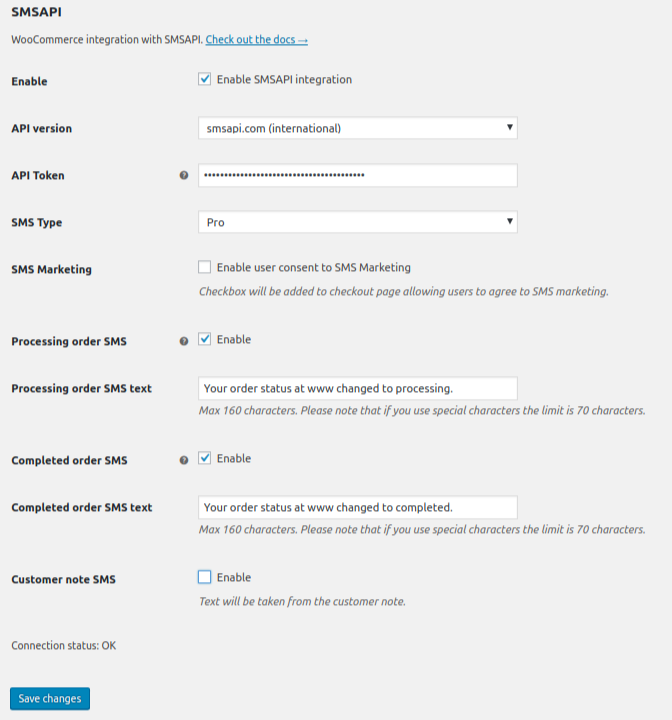 SMSAPI
WooCommerce integration with SMSAPI. Check out the docs →
Enable
Enable SMSAPI integration
API version
smsapi.com (international)
API Token
••••••••••••••••••••••••••••••••••••••••
SMS Type
Pro
SMS Marketing
Enable user consent to SMS Marketing
Checkbox will be added to checkout page allowing users to agree to SMS marketing.
Processing order SMS
Enable
Processing order SMS text
Your order status at www changed to processing.
Max 160 characters. Please note that if you use special characters the limit is 70 characters.
Completed order SMS
Enable
Completed order SMS text
Your order status at www changed to completed.
Max 160 characters. Please note that if you use special characters the limit is 70 characters.
Customer note SMS
Enable
Text will be taken from the customer note.
Connection status: OK
Save changes